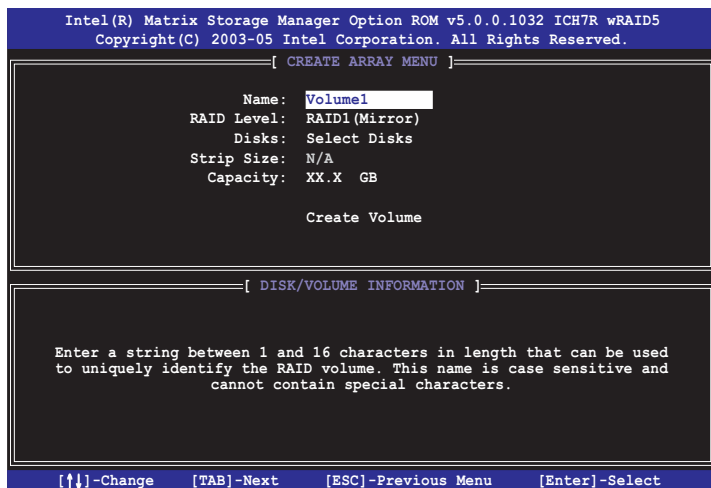 Intel(R) Matrix Storage Manager Option ROM v5.0.0.1032 ICH7R wRAID5
Copyright(C) 2003-05 Intel Corporation. All Rights Reserved.
[ CREATE ARRAY MENU ]
Name: Volume1
RAID Level: RAID1(Mirror)
Disks: Select Disks
Strip Size: N/A
Capacity: XX.X GB
Create Volume
[ DISK/VOLUME INFORMATION ]
Enter a string between 1 and 16 characters in length that can be used
to uniquely identify the RAID volume. This name is case sensitive and
cannot contain special characters.
[↑↓]-Change [TAB]-Next [ESC]-Previous Menu [Enter]-Select